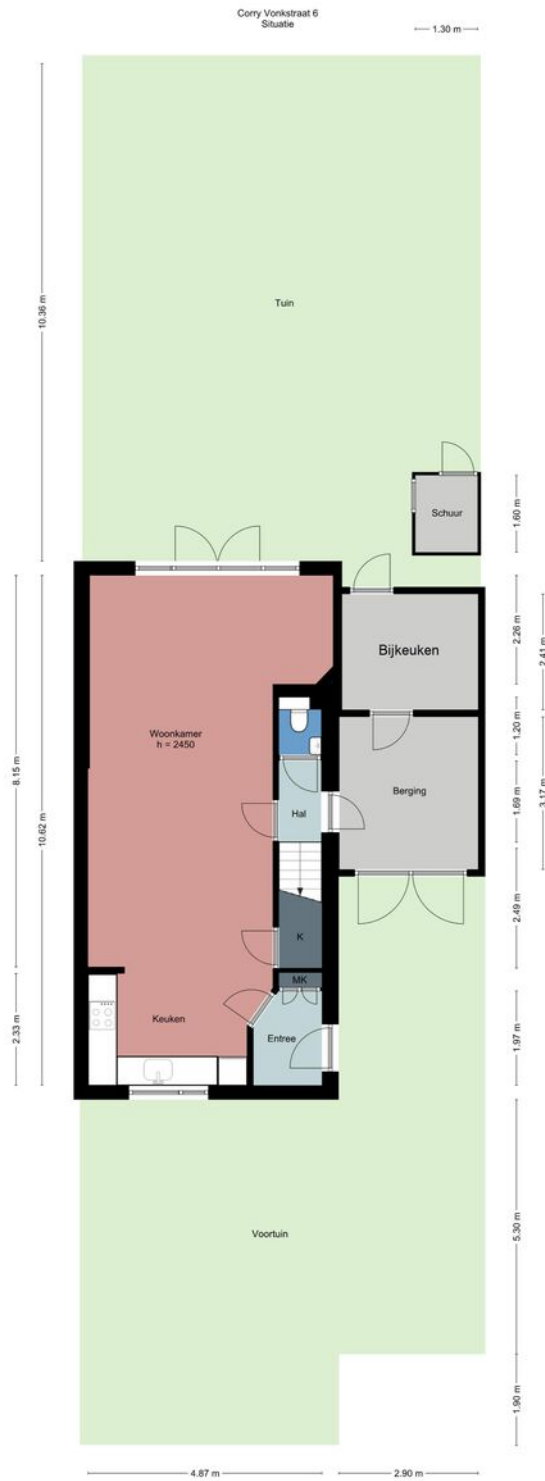 Corry Vonkstraat 6
Situatie
1.30 m
10.36 m
Tuin
Schuur
1.60 m
Bijkeuken
2.26 m
2.41 m
Woonkamer
h = 2450
1.20 m
8.15 m
10.62 m
Berging
3.17 m
Hal
1.69 m
2.49 m
K
MK
Keuken
Entree
2.33 m
1.97 m
Voortuin
5.30 m
1.90 m
4.87 m
2.90 m